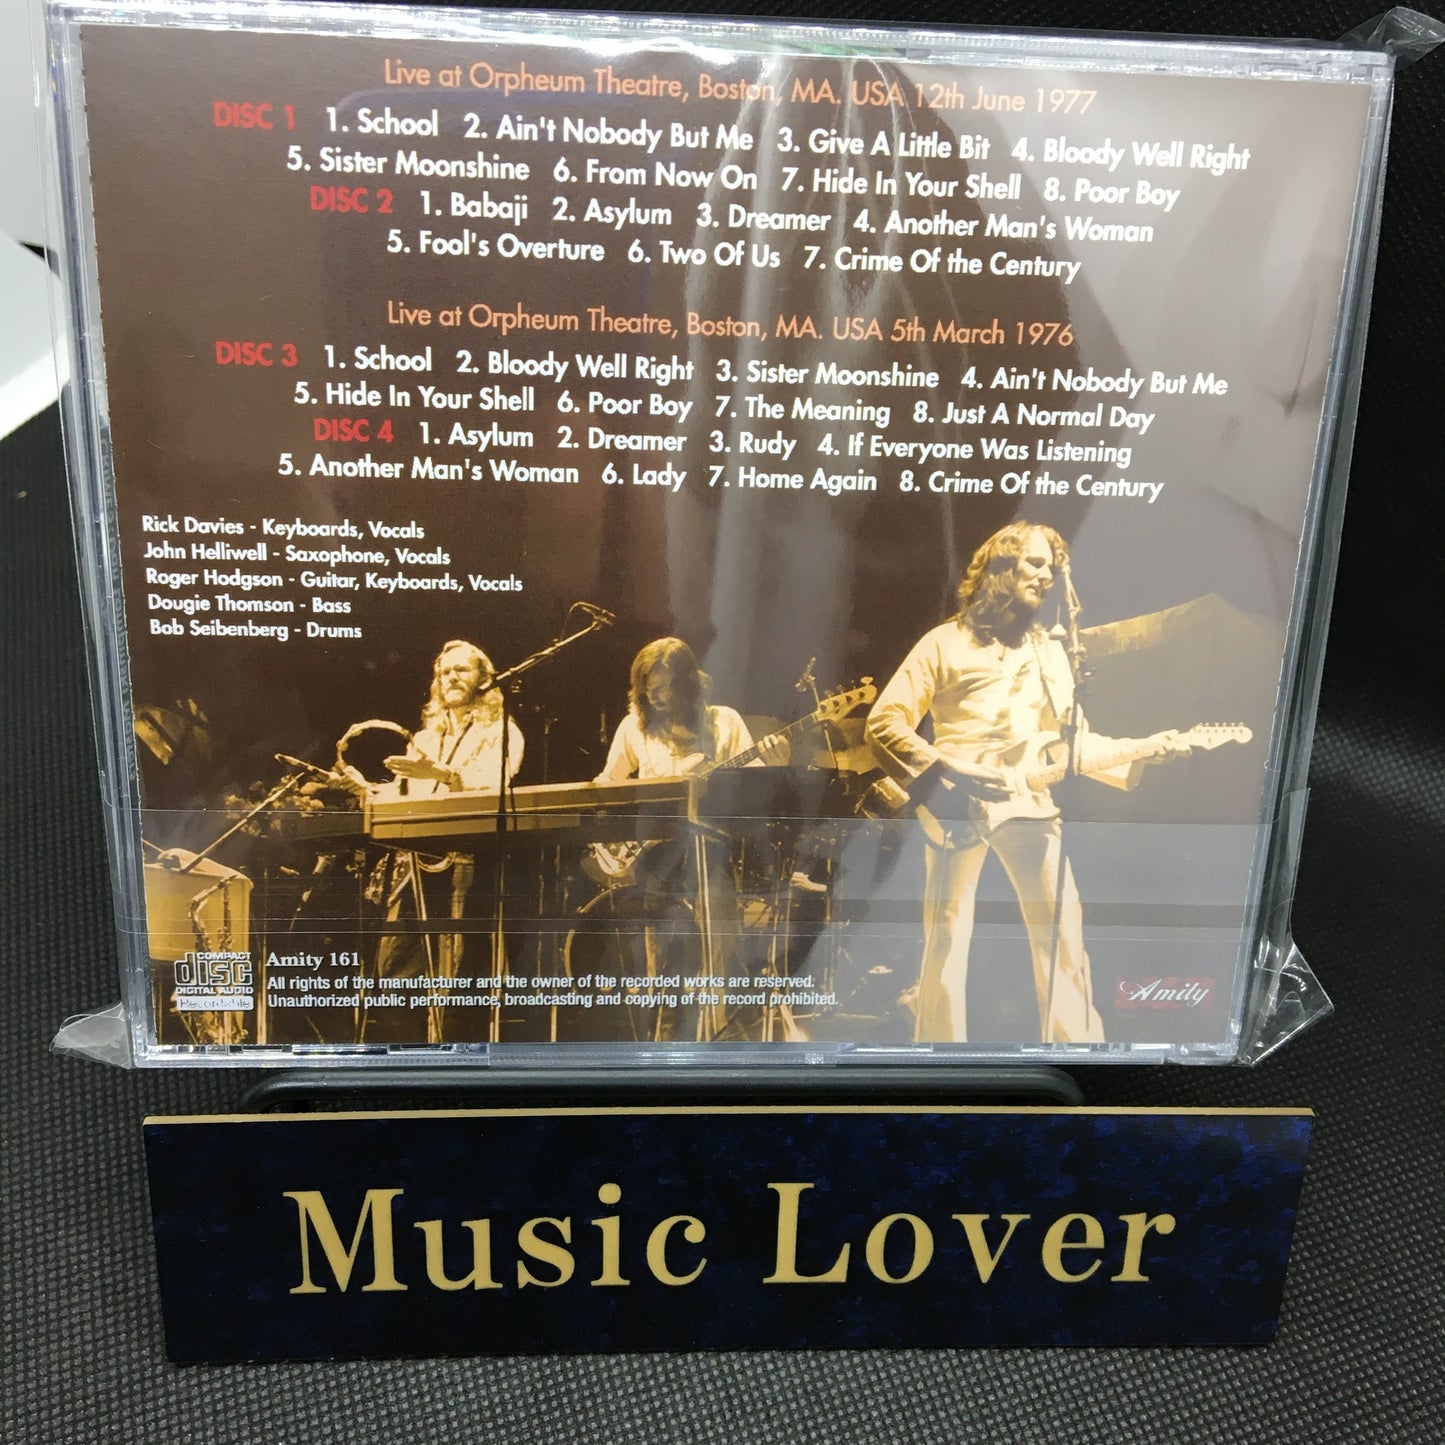 Live at Orpheum Theatre, Boston, MA. USA 12th June 1977
DISC 1 1. School 2. Ain't Nobody But Me 3. Give A Little Bit 4. Bloody Well Right
5. Sister Moonshine 6. From Now On 7. Hide In Your Shell 8. Poor Boy
DISC 2 1. Babaji 2. Asylum 3. Dreamer 4. Another Man's Woman
5. Fool's Overture 6. Two Of Us 7. Crime Of the Century
Live at Orpheum Theatre, Boston, MA. USA 5th March 1976
DISC 3 1. School 2. Bloody Well Right 3. Sister Moonshine 4. Ain't Nobody But Me
5. Hide In Your Shell 6. Poor Boy 7. The Meaning 8. Just A Normal Day
DISC 4 1. Asylum 2. Dreamer 3. Rudy 4. If Everyone Was Listening
5. Another Man's Woman 6. Lady 7. Home Again 8. Crime Of the Century
Rick Davies - Keyboards, Vocals
John Helliwell - Saxophone, Vocals
Roger Hodgson - Guitar, Keyboards, Vocals
Dougie Thomson - Bass
Bob Seibenberg - Drums
COMPACT
disc
DIGITAL AUDIO
Recordable
Amity 161
All rights of the manufacturer and the owner of the recorded works are reserved.
Unauthorized public performance, broadcasting and copying of the record prohibited.
Amity
Music Lover